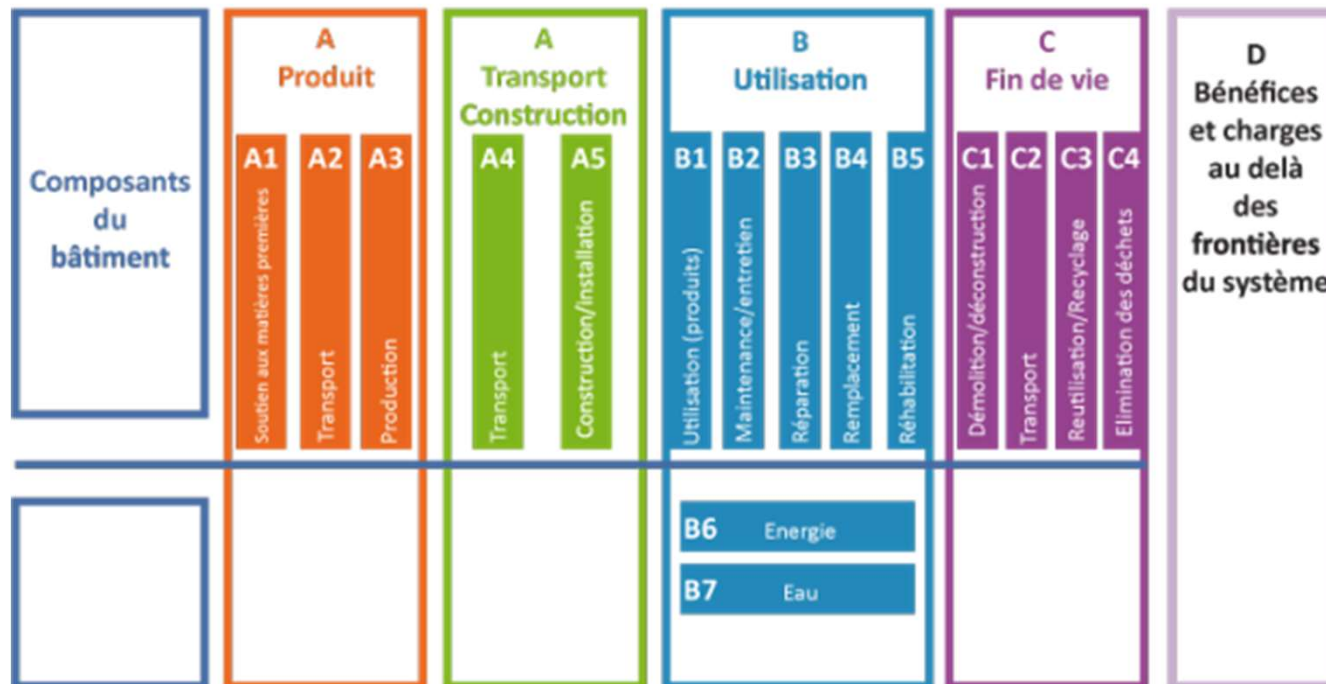 Composants
du
bâtiment
A
Produit
A1
Soutien aux matières premières
A2
Transport
A3
Production
A
Transport
Construction
A4
Transport
A5
Construction/installation
B
Utilisation
B1
Utilisation (produits)
B2
Maintenance/entretien
B3
Réparation
B4
Remplacement
B5
Réhabilitation
B6 Energie
B7 Eau
C
Fin de vie
C1
Démolition/déconstruction
C2
Transport
C3
Reutilisation/Recyclage
C4
Elimination des déchets
D
Bénéfices
et charges
au delà
des
frontières
du système